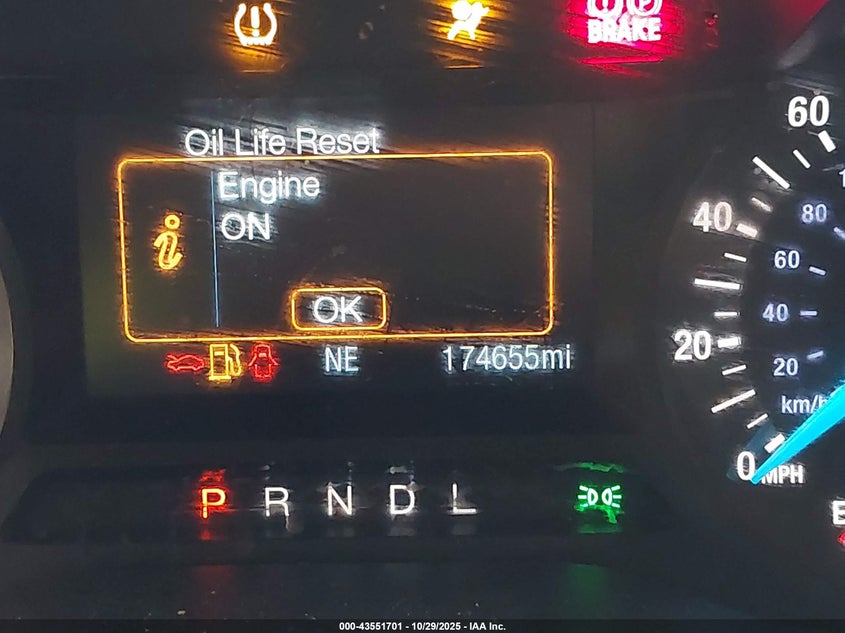 BRAKE
Oil Life Reset
Engine
ON
OK
NE 174655mi
P R N D L
60
40
20
0 MPH
80
60
40
20
km/h
000-43551701 - 10/29/2025 - IAA Inc.